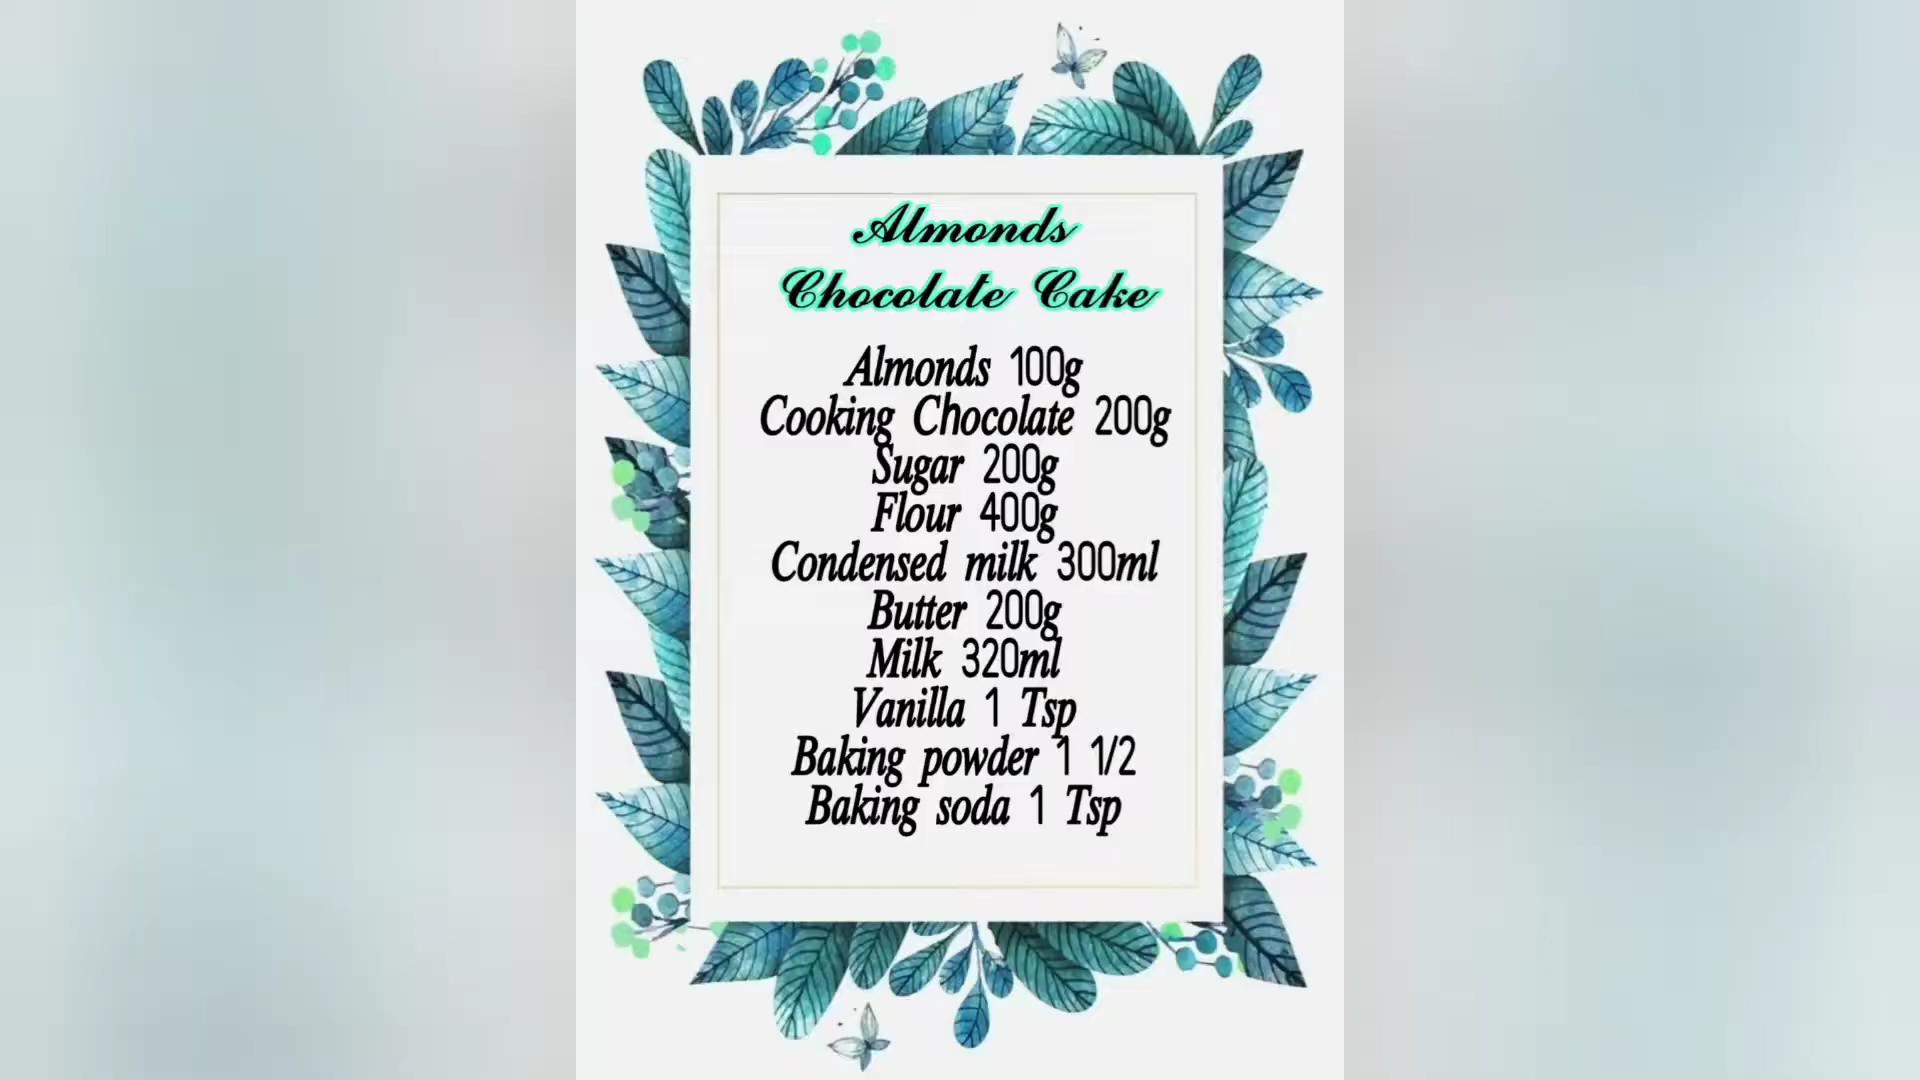 Almonds
Chocolate Cake
Almonds 100g
Cooking Chocolate 200g
Sugar 200g
Flour 400g
Condensed milk 300ml
Butter 200g
Milk 320ml
Vanilla 1 Tsp
Baking powder 1 1/2
Baking soda 1 Tsp